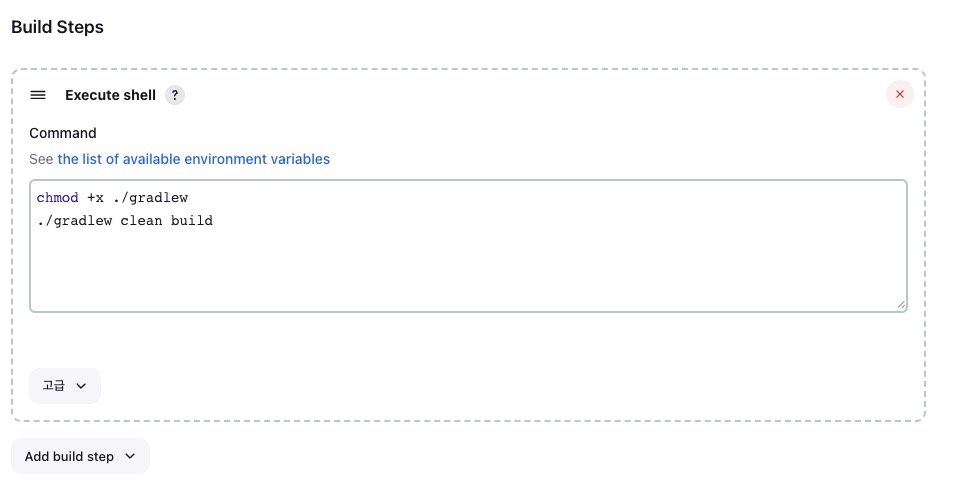 Build Steps
Execute shell ?
Command
See the list of available environment variables
chmod +x ./gradlew
./gradlew clean build
고급
Add build step